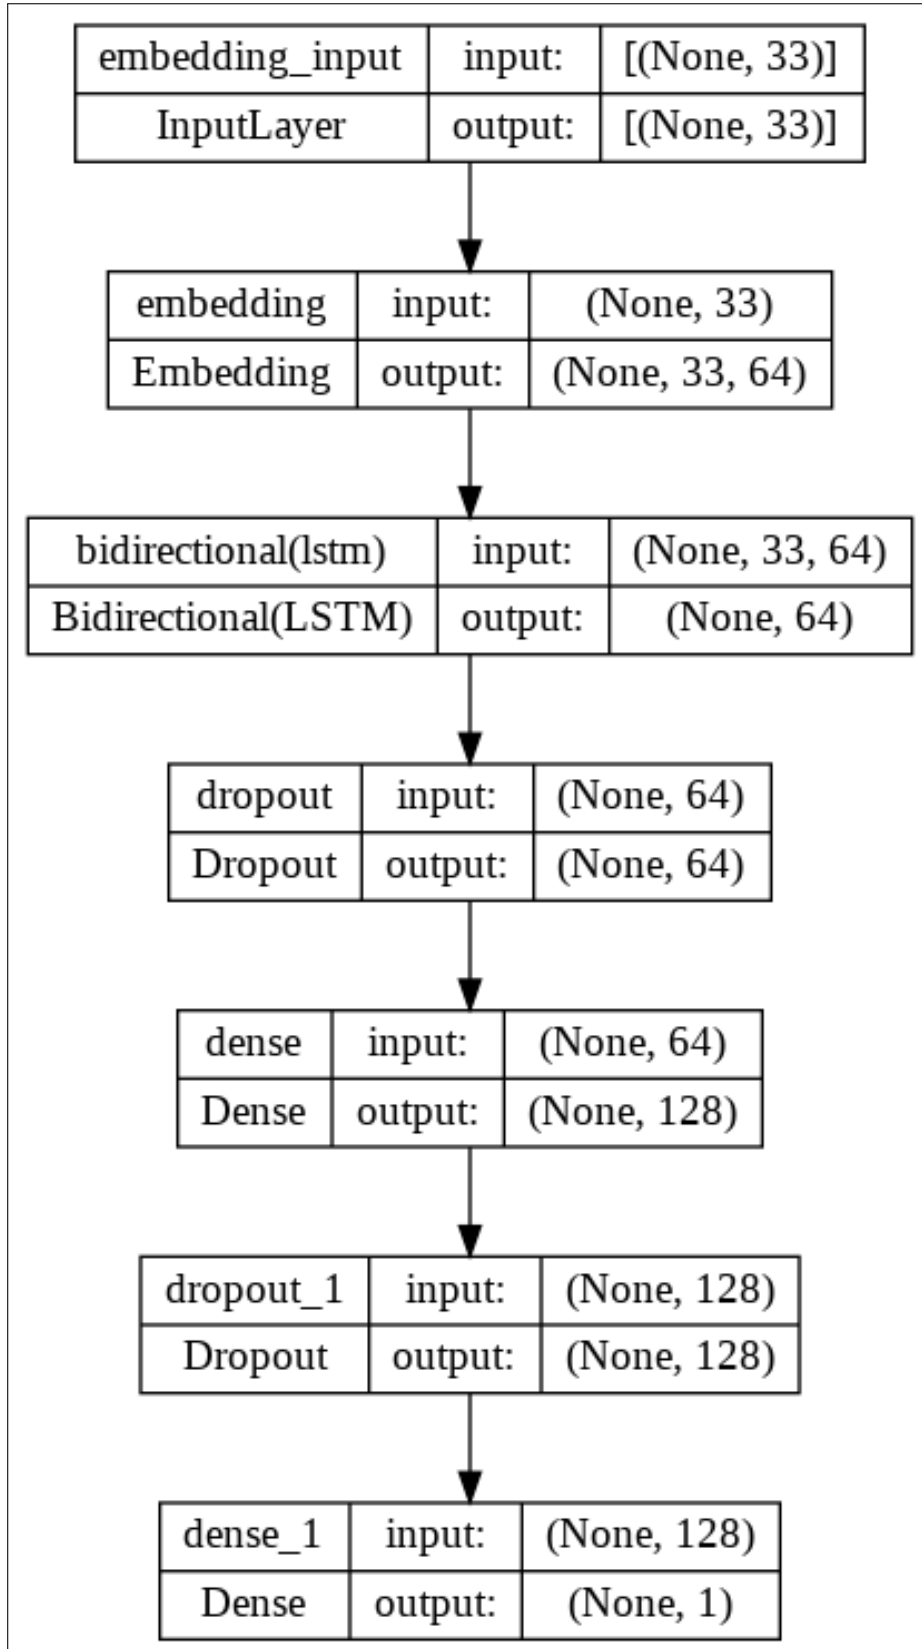 embedding_input input: [(None, 33)]
InputLayer output: [(None, 33)]
embedding input: (None, 33)
Embedding output: (None, 33, 64)
bidirectional(lstm) input: (None, 33, 64)
Bidirectional(LSTM) output: (None, 64)
dropout input: (None, 64)
Dropout output: (None, 64)
dense input: (None, 64)
Dense output: (None, 128)
dropout_1 input: (None, 128)
Dropout output: (None, 128)
dense_1 input: (None, 128)
Dense output: (None, 1)